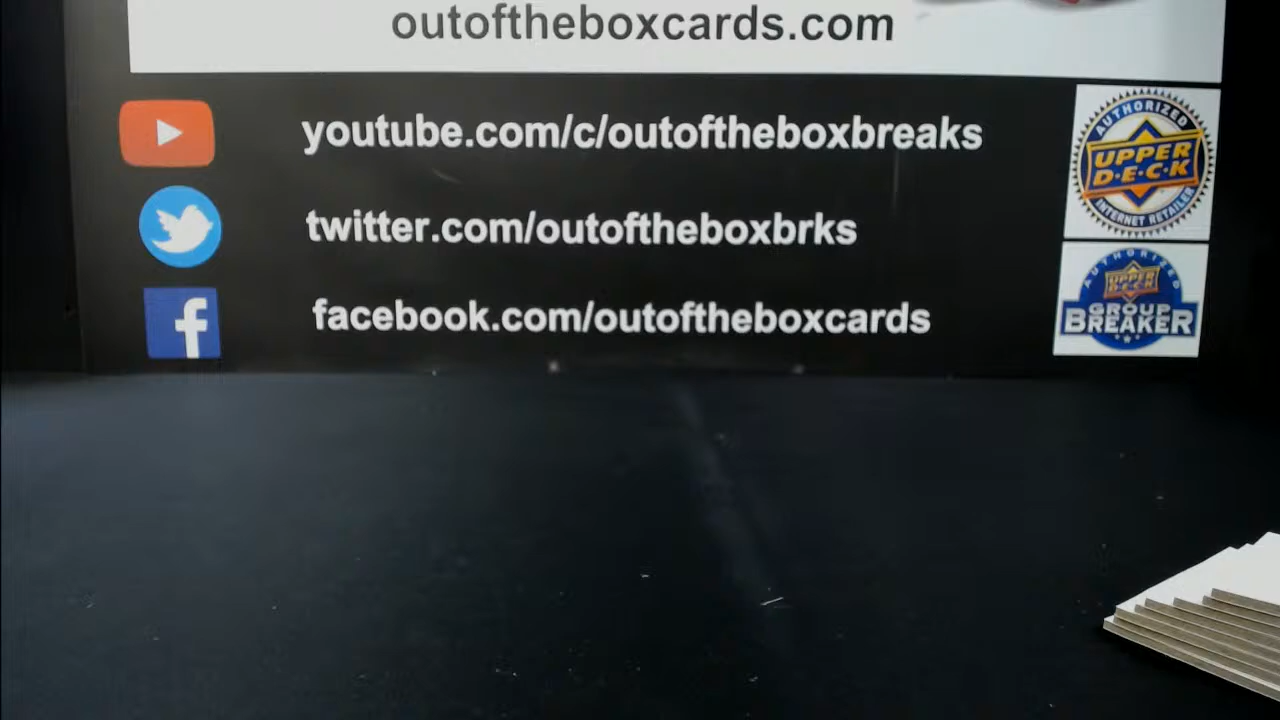 outoftheboxcards.com
youtube.com/c/outoftheboxbreaks
AUTHORIZED
UPPER
D•E•C•K
INTERNET RETAILER
twitter.com/outoftheboxbrks
AUTHORIZED
UPPER
DECK
GROUP
BREAKER
facebook.com/outoftheboxcards